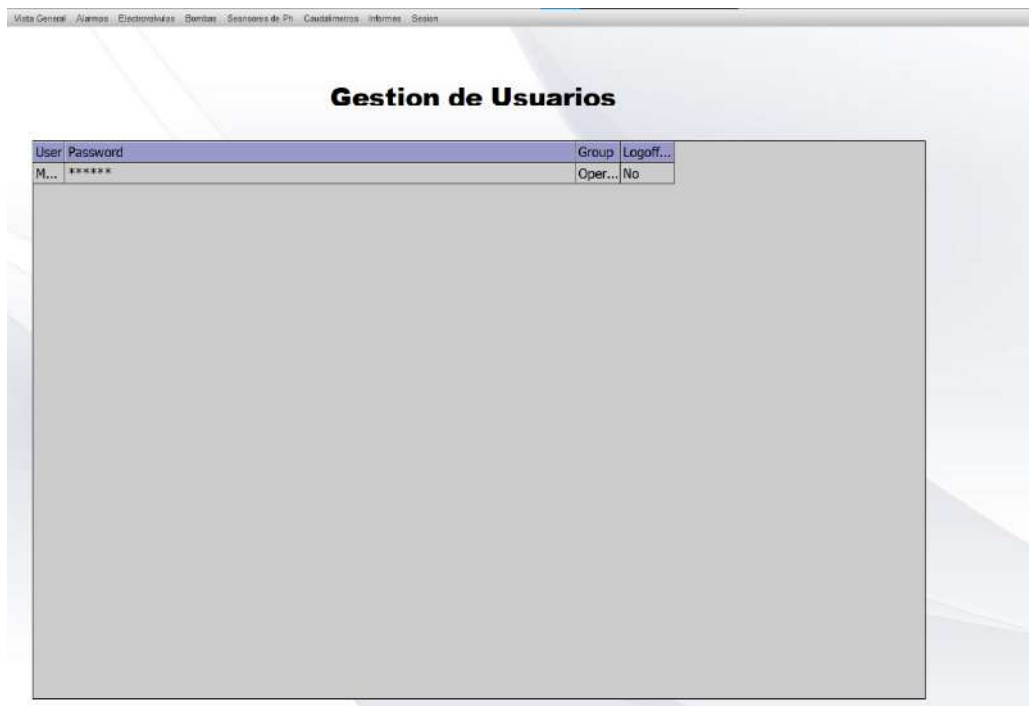 Vista General Alarmas Electrovalvulas Bombas Sesnsores de Ph Caudalimetros Informes Sesion
Gestion de Usuarios
User Password Group Logoff...
M... ****** Oper... No